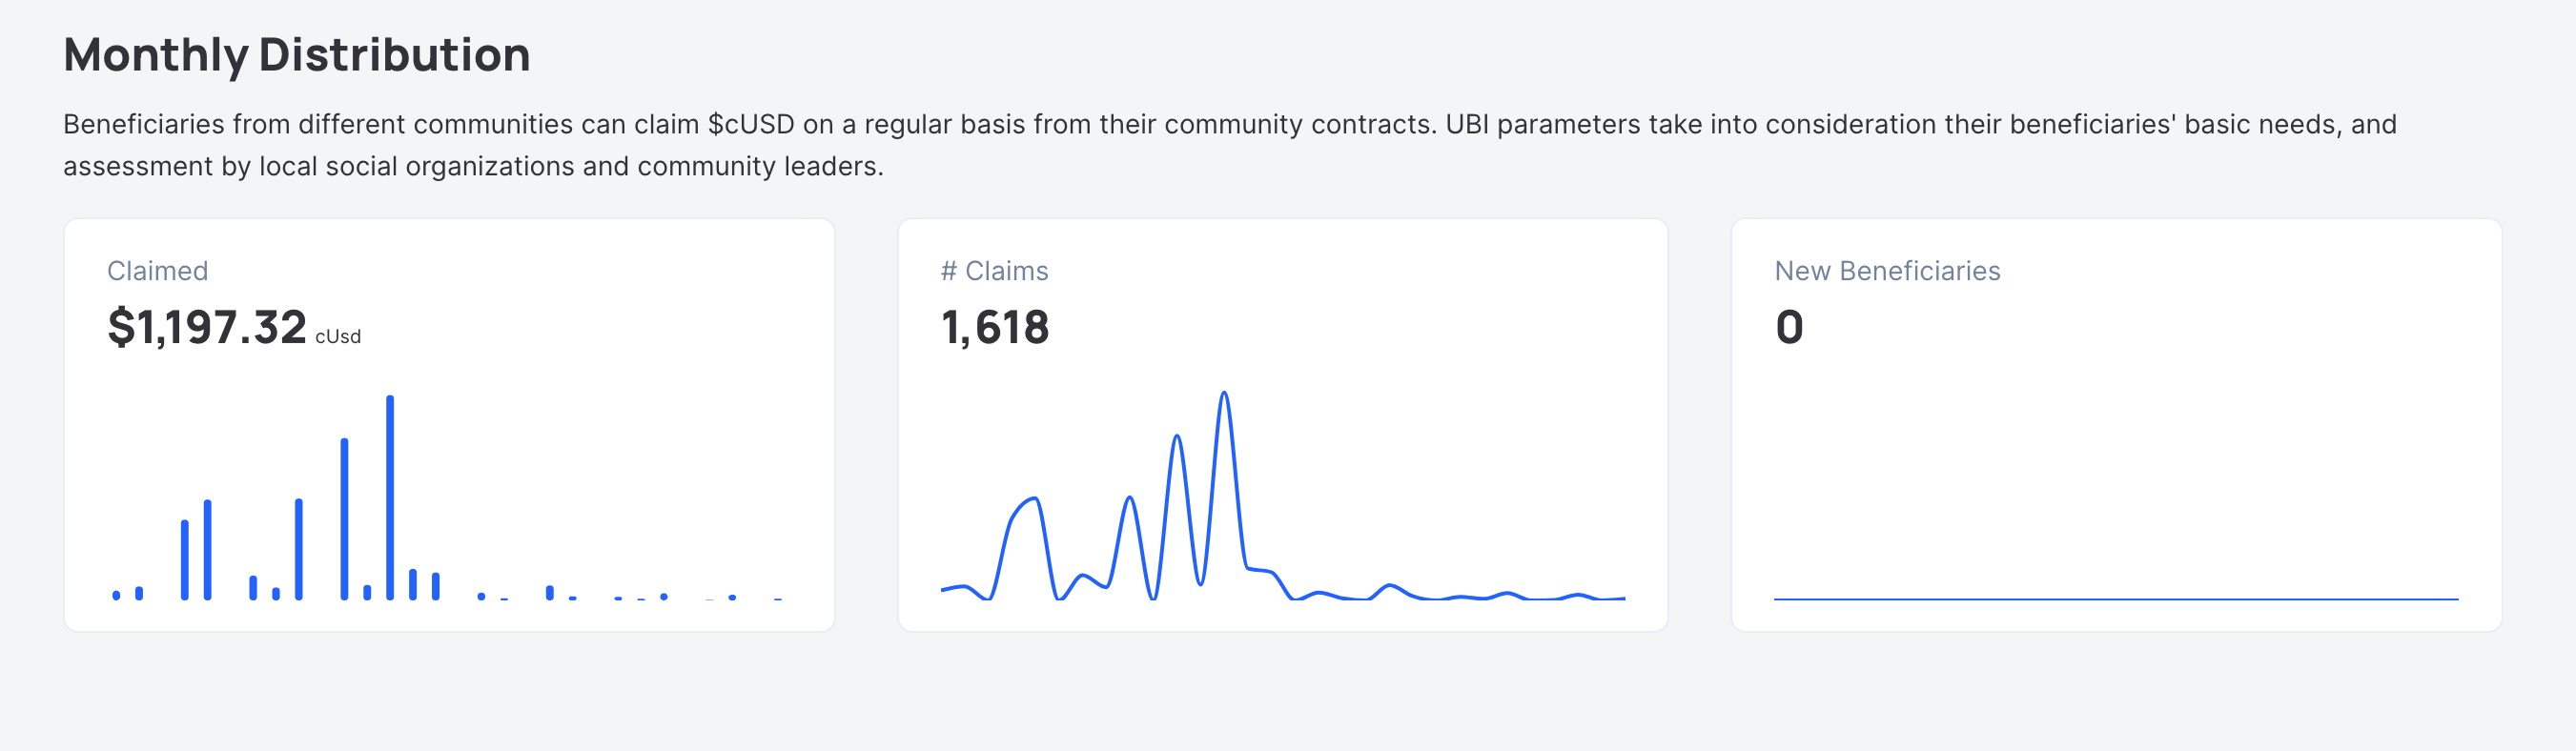 Monthly Distribution
Beneficiaries from different communities can claim $cUSD on a regular basis from their community contracts. UBI parameters take into consideration their beneficiaries' basic needs, and
assessment by local social organizations and community leaders.
Claimed
$1,197.32 cUsd
# Claims
1,618
New Beneficiaries
0